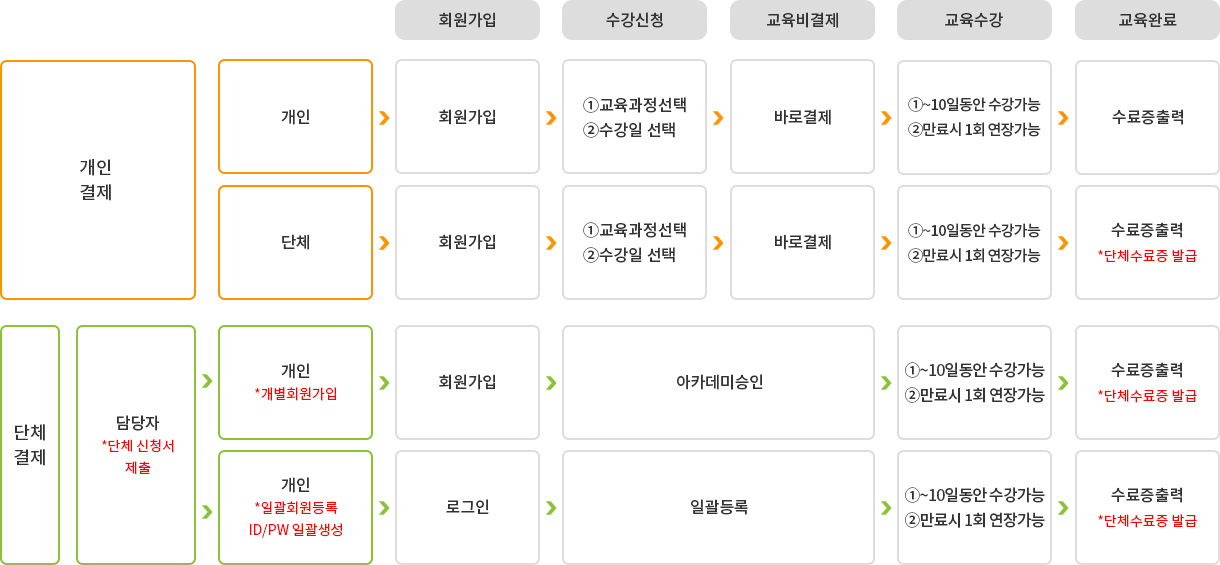 회원가입
수강신청
교육비결제
교육수강
교육완료
개인
결제
개인
회원가입
①교육과정선택
②수강일 선택
바로결제
①~10일동안 수강가능
②만료시 1회 연장가능
수료증출력
단체
회원가입
①교육과정선택
②수강일 선택
바로결제
①~10일동안 수강가능
②만료시 1회 연장가능
수료증출력
*단체수료증 발급
단체
결제
담당자
*단체 신청서
제출
개인
*개별회원가입
회원가입
아카데미승인
①~10일동안 수강가능
②만료시 1회 연장가능
수료증출력
*단체수료증 발급
개인
*일괄회원등록
ID/PW 일괄생성
로그인
일괄등록
①~10일동안 수강가능
②만료시 1회 연장가능
수료증출력
*단체수료증 발급